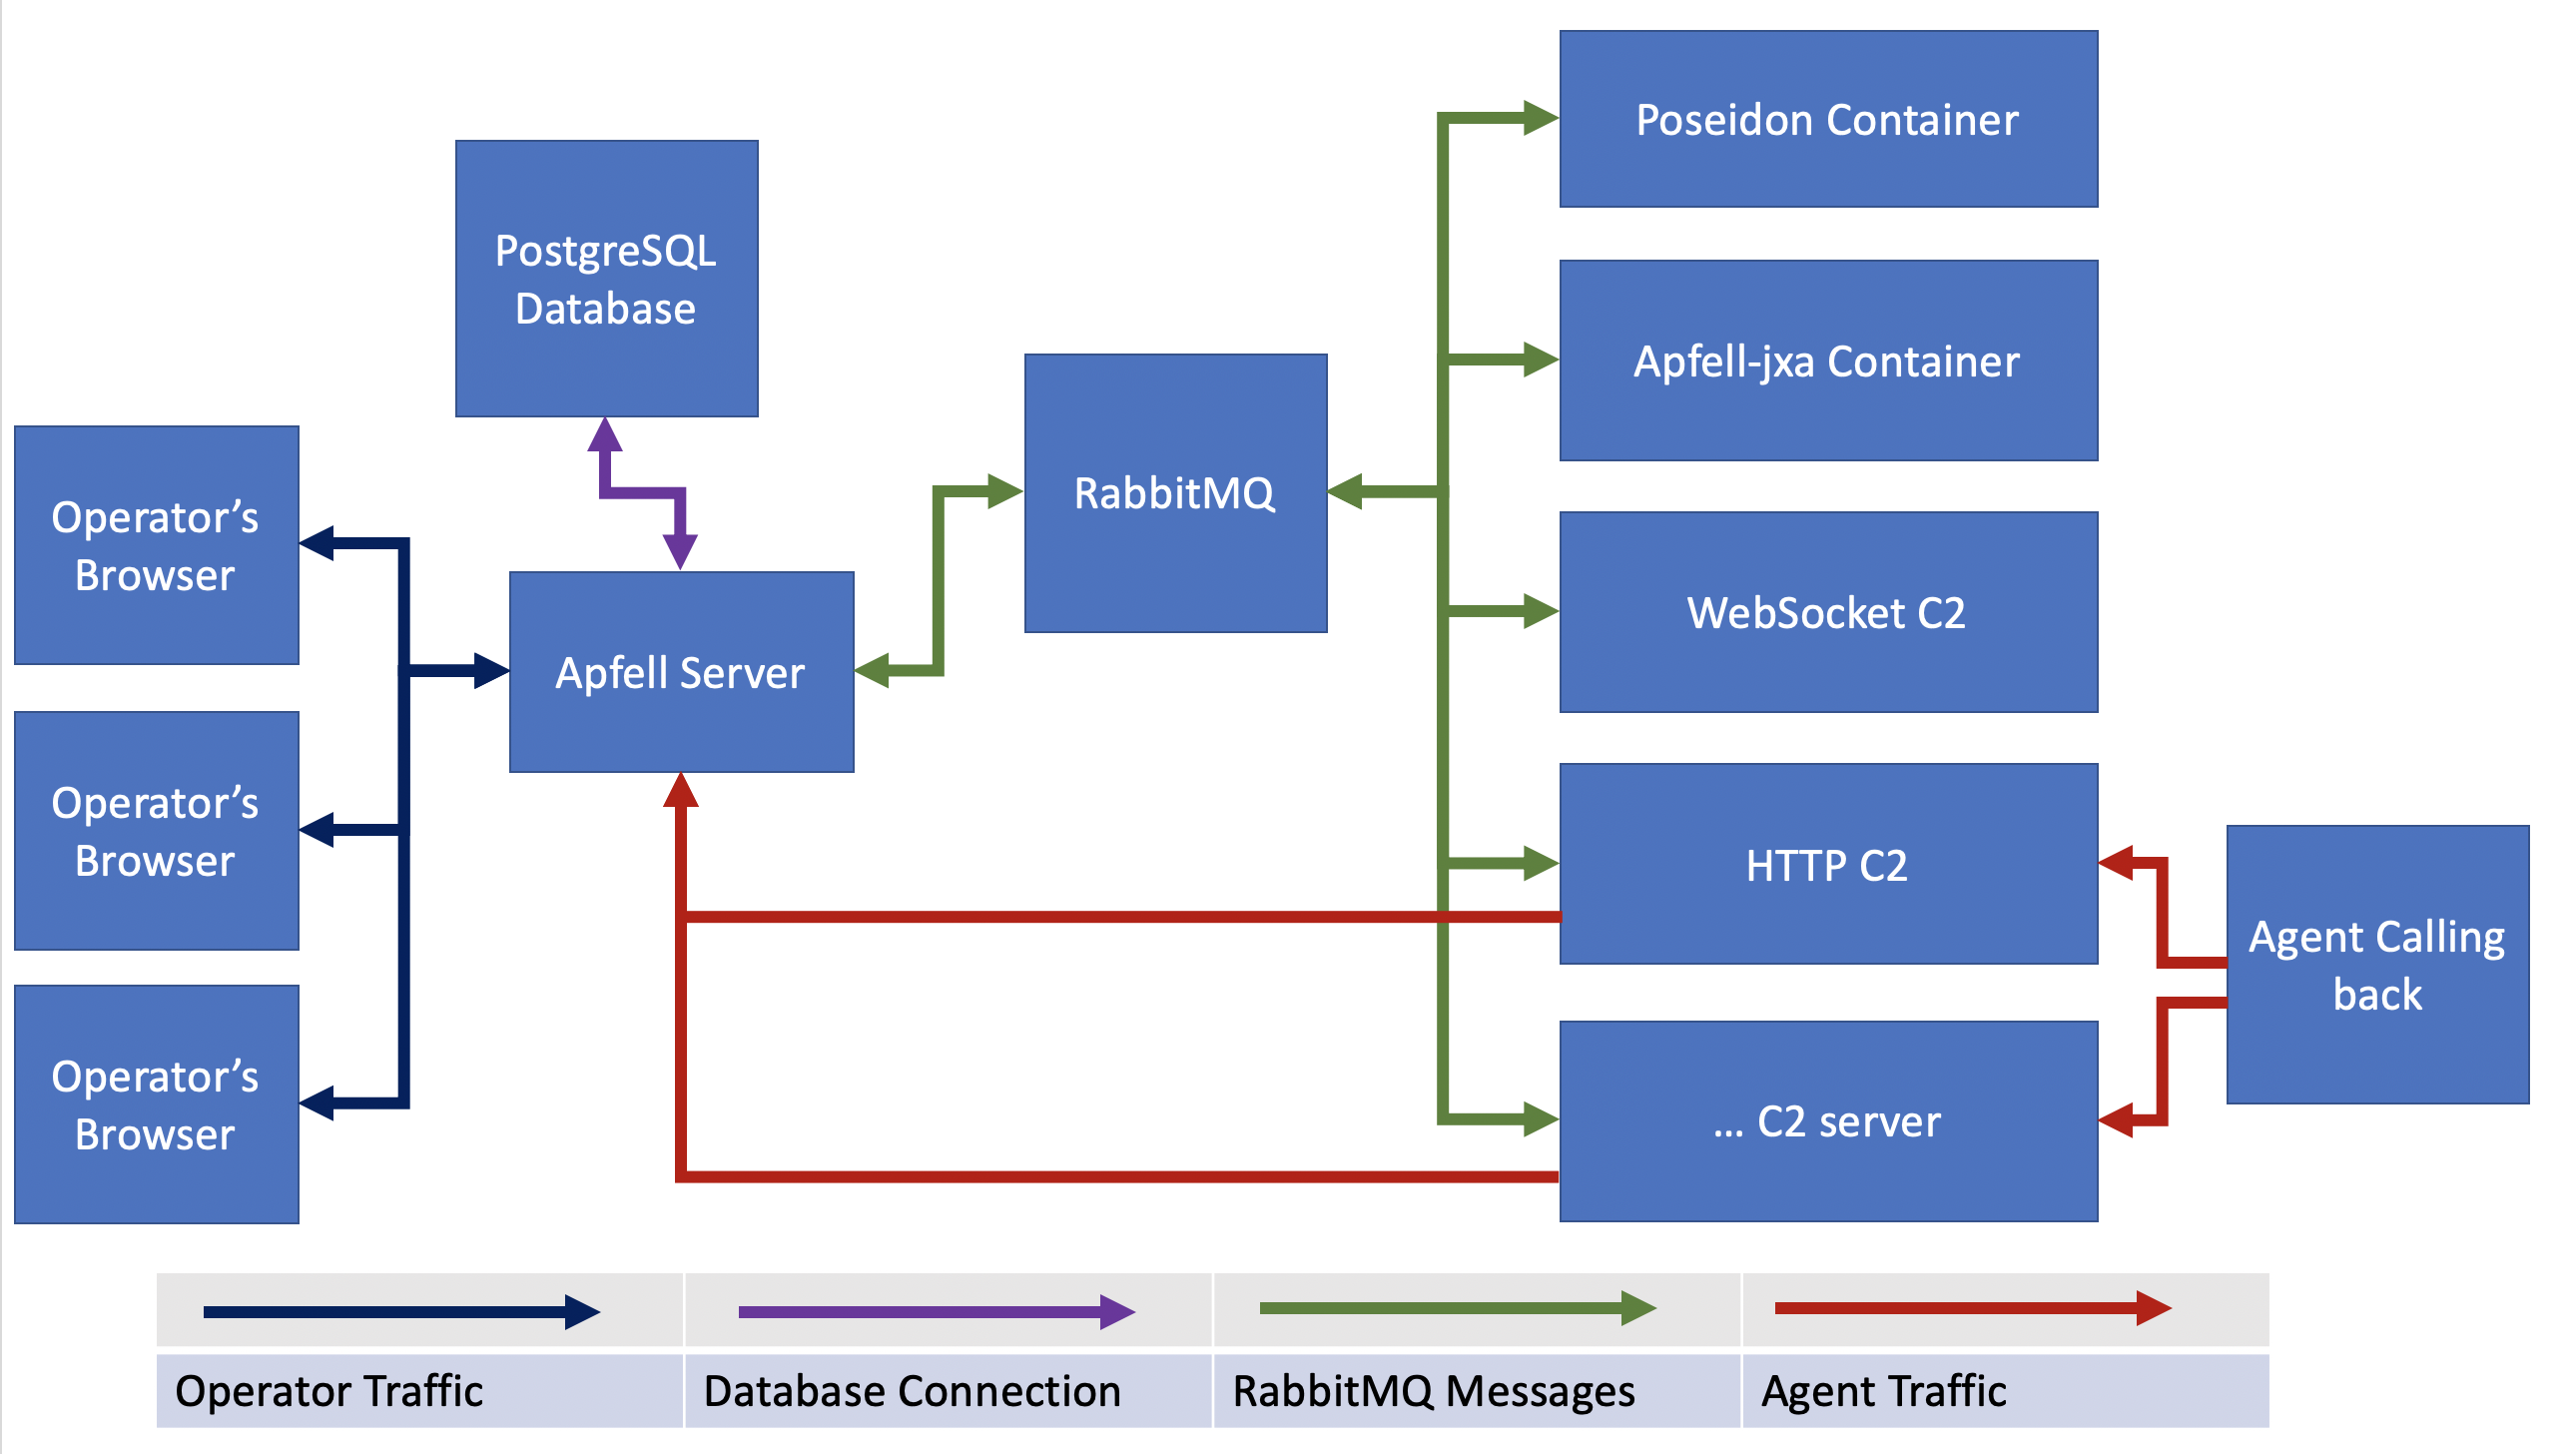 Poseidon Container
PostgreSQL
Database
Apfell-jxa Container
RabbitMQ
Operator’s
Browser
WebSocket C2
Apfell Server
Operator’s
Browser
HTTP C2
Agent Calling
back
Operator’s
Browser
... C2 server
Operator Traffic
Database Connection
RabbitMQ Messages
Agent Traffic